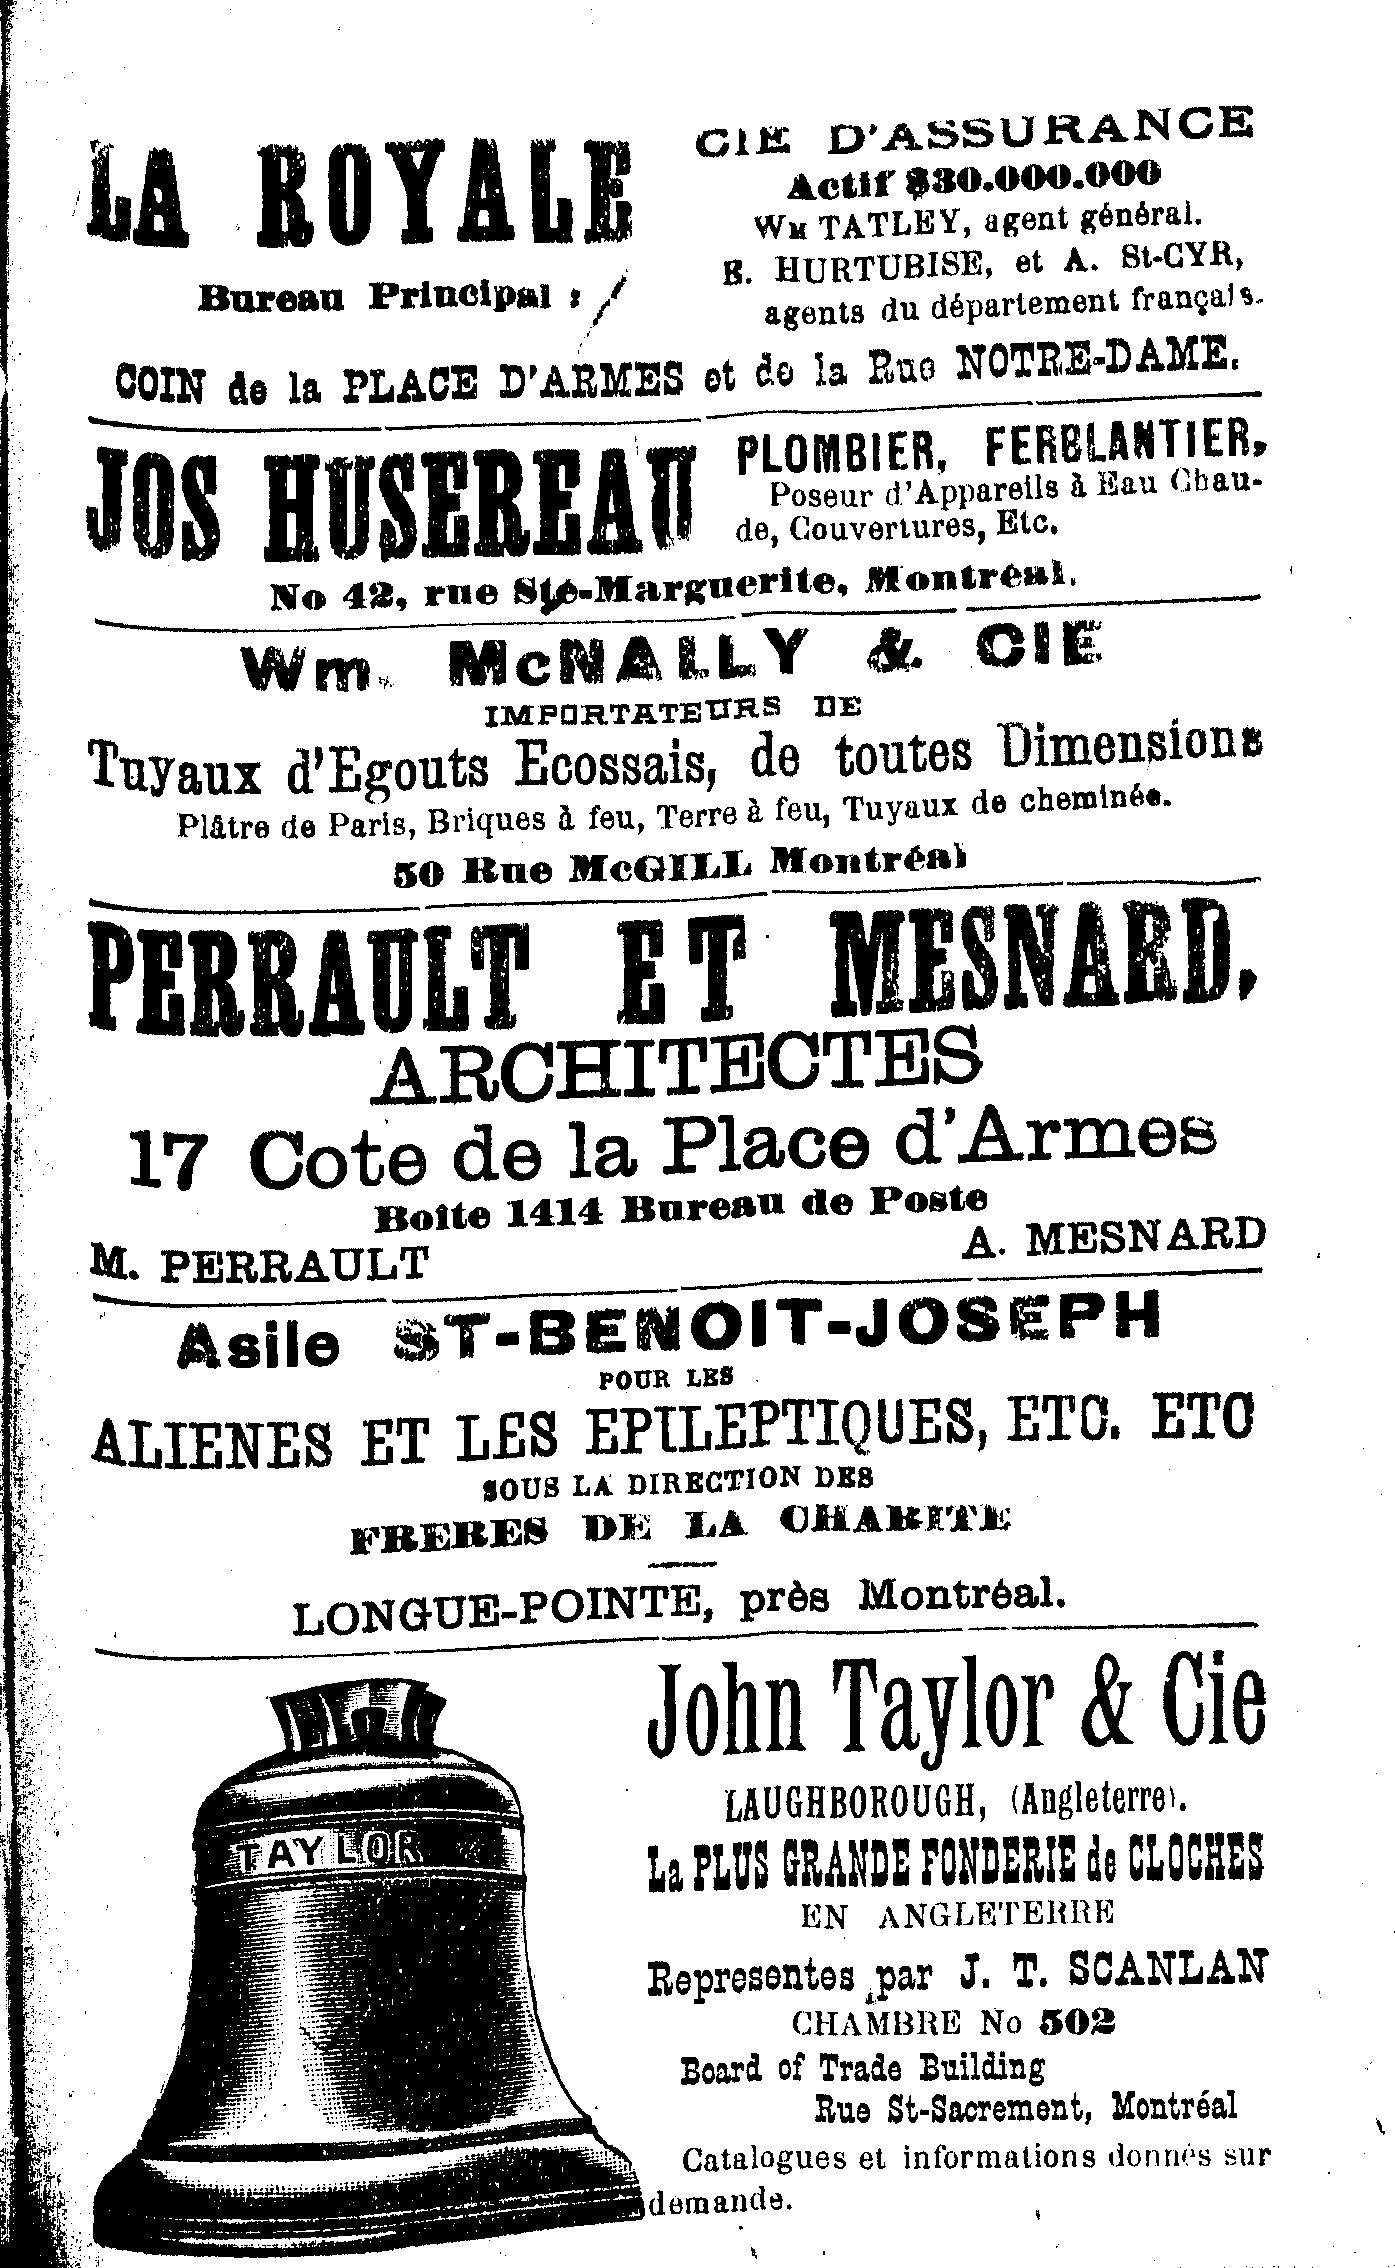 LA ROYALE
CIE D'ASSURANCE
Actif $30.000.000
WM TATLEY, agent général.
E. HURTUBISE, et A. St-CYR,
agents du département français.
Bureau Principal :
COIN de la PLACE D'ARMES et de la Rue NOTRE-DAME.
JOS HUSEREAU
PLOMBIER, FERBLANTIER,
Poseur d'Appareils à Eau Chau-
de, Couvertures, Etc.
No 42, rue Ste-Marguerite, Montréal.
Wm. McNALLY & CIE
IMPORTATEURS DE
Tuyaux d'Egouts Ecossais, de toutes Dimensions
Plâtre de Paris, Briques à feu, Terre à feu, Tuyaux de cheminée.
50 Rue McGILL Montréal
PERRAULT ET MESNARD,
ARCHITECTES
17 Cote de la Place d'Armes
Boîte 1414 Bureau de Poste
M. PERRAULT A. MESNARD
Asile ST-BENOIT-JOSEPH
POUR LES
ALIENES ET LES EPILEPTIQUES, ETC. ETC
SOUS LA DIRECTION DES
FRERES DE LA CHARITE
LONGUE-POINTE, près Montréal.
TAYLOR
John Taylor & Cie
LAUGHBOROUGH, (Angleterre).
La PLUS GRANDE FONDERIE de CLOCHES
EN ANGLETERRE
Representes par J. T. SCANLAN
CHAMBRE No 502
Board of Trade Building
Rue St-Sacrement, Montréal
Catalogues et informations donnés sur
demande.